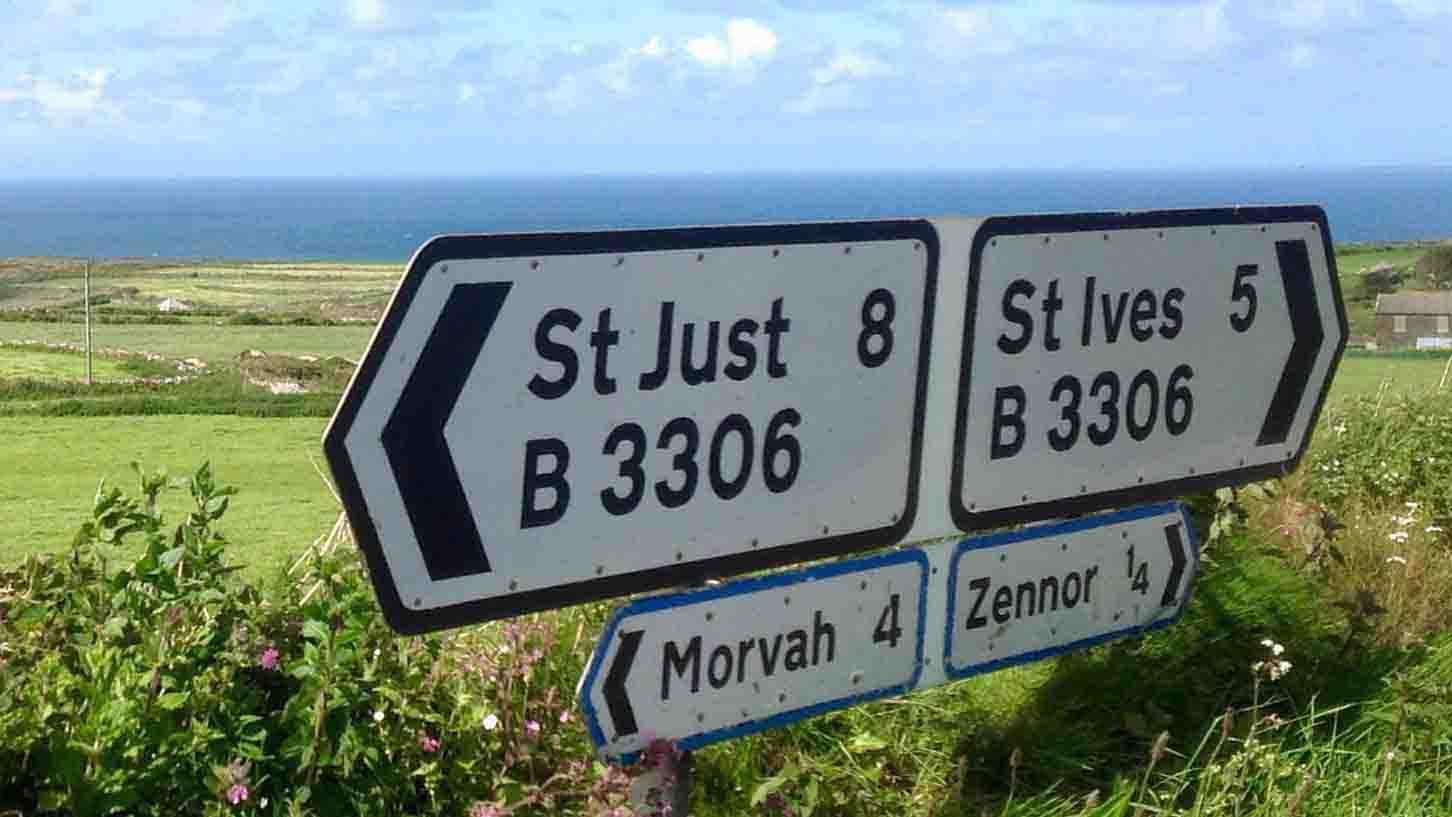 St Just 8
B 3306
St Ives 5
B 3306
Morvah 4
Zennor 1/4